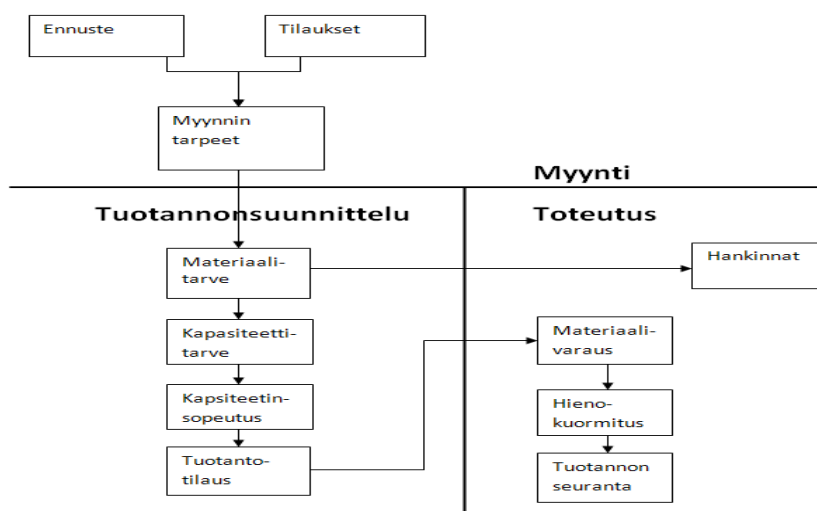 Ennuste
Tilaukset
Myynnin
tarpeet
Myynti
Tuotannonsuunnittelu
Toteutus
Materiaali-
tarve
Hankinnat
Kapasiteetti-
tarve
Kapsiteetin-
sopeutus
Tuotanto-
tilaus
Materiaali-
varaus
Hieno-
kuormitus
Tuotannon
seuranta